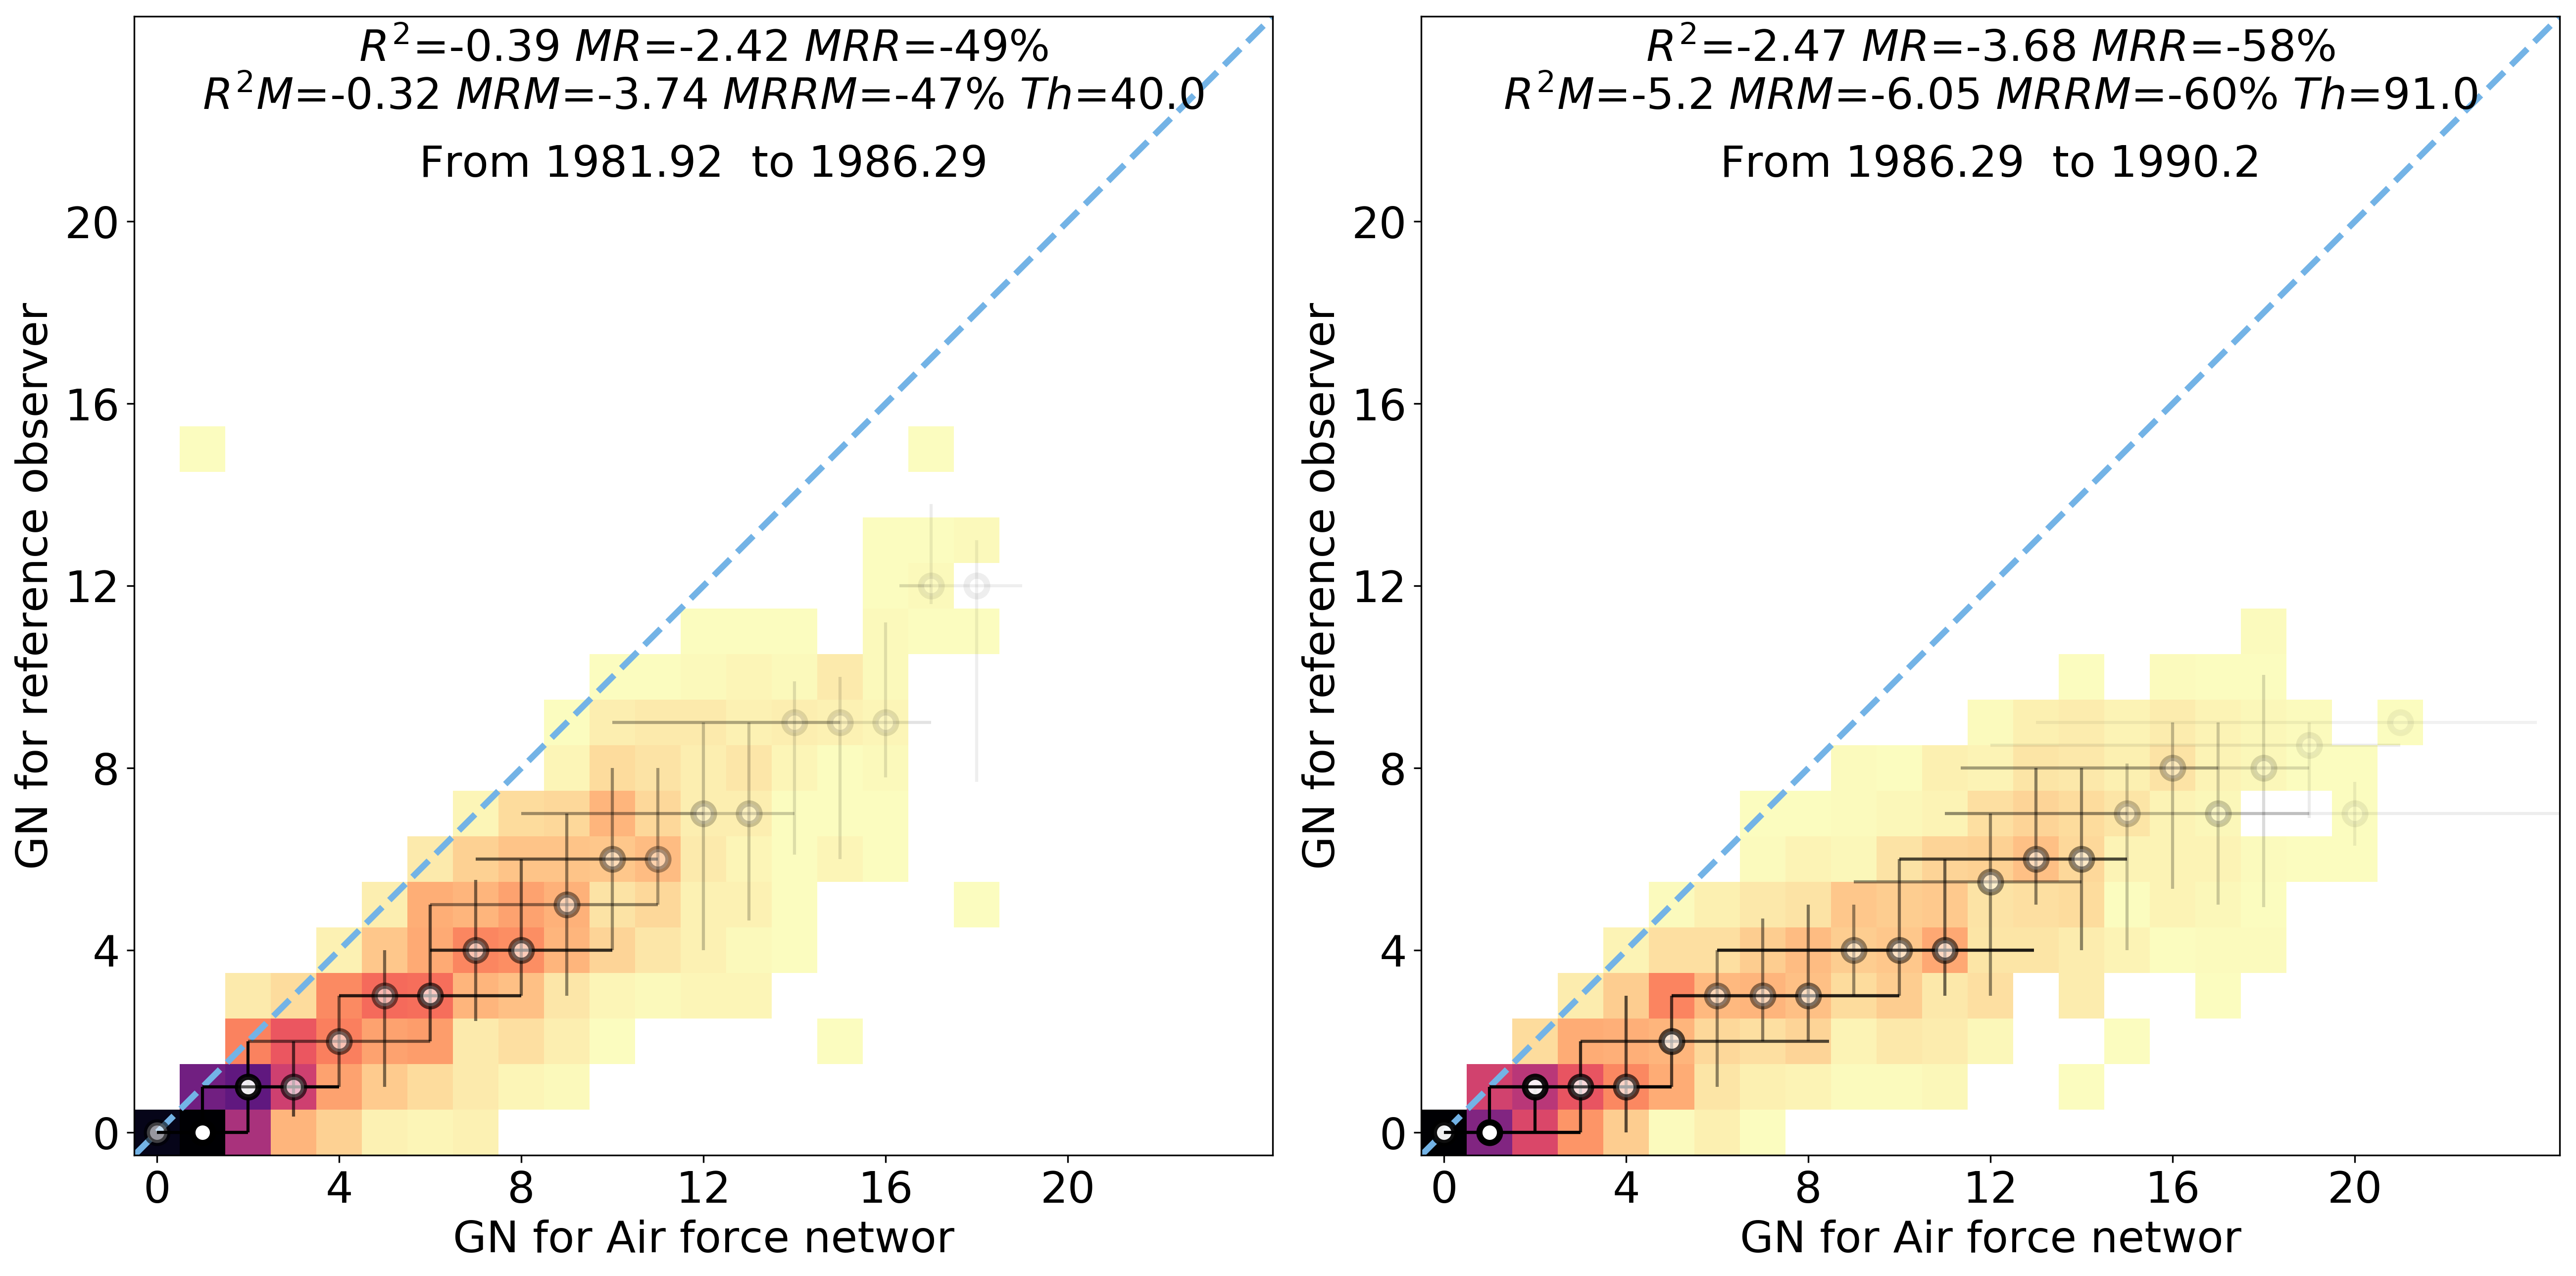 R²=-0.39 MR=-2.42 MRR=-49%
R²M=-0.32 MRM=-3.74 MRRM=-47% Th=40.0
From 1981.92 to 1986.29
GN for reference observer
20
16
12
8
4
0
0 4 8 12 16 20
GN for Air force networ
R²=-2.47 MR=-3.68 MRR=-58%
R²M=-5.2 MRM=-6.05 MRRM=-60% Th=91.0
From 1986.29 to 1990.2
GN for reference observer
20
16
12
8
4
0
0 4 8 12 16 20
GN for Air force networ